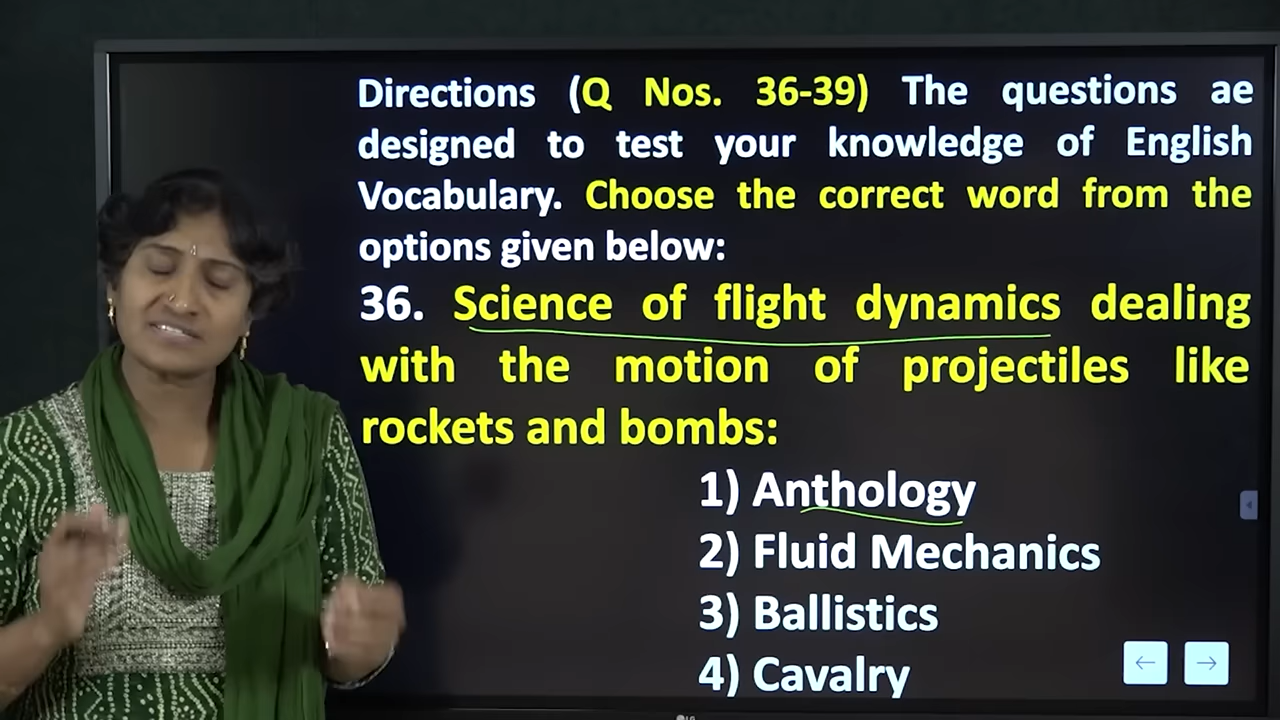 Directions (Q Nos. 36-39) The questions ae
designed to test your knowledge of English
Vocabulary. Choose the correct word from the
options given below:
36. Science of flight dynamics dealing
with the motion of projectiles like
rockets and bombs:
1) Anthology
2) Fluid Mechanics
3) Ballistics
4) Cavalry
LG